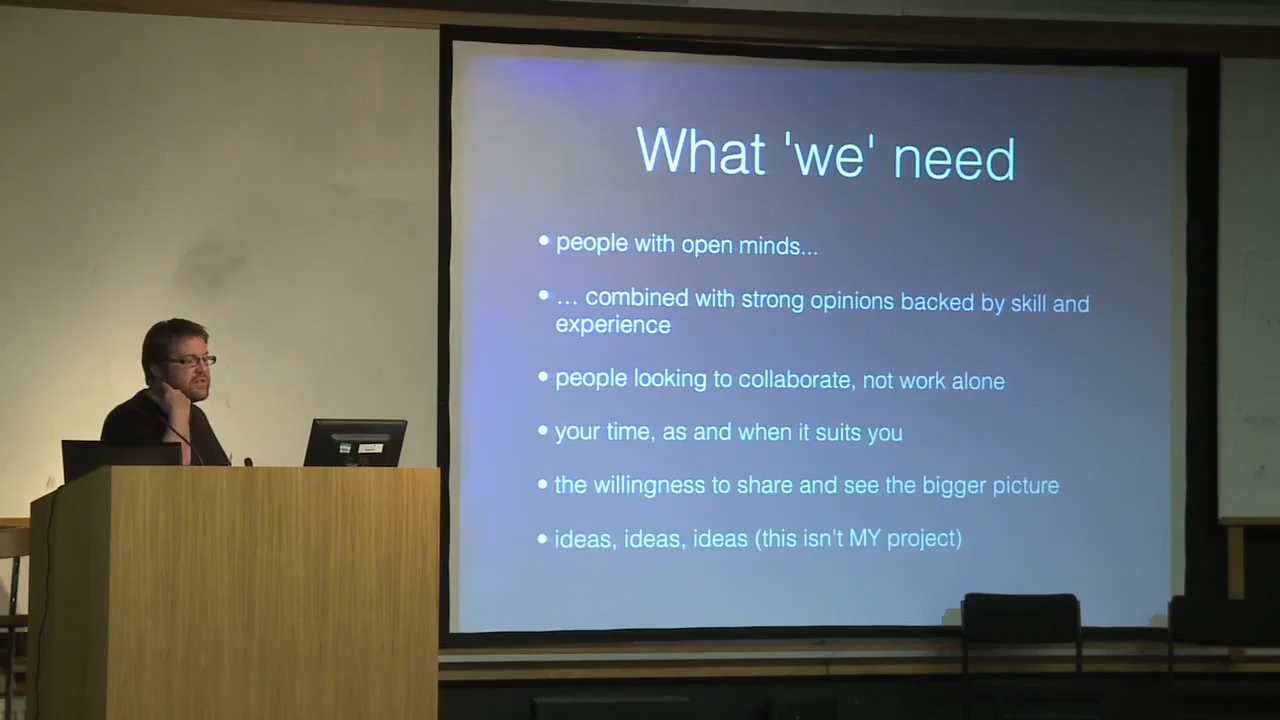 What 'we' need
• people with open minds...
• ... combined with strong opinions backed by skill and
experience
• people looking to collaborate, not work alone
• your time, as and when it suits you
• the willingness to share and see the bigger picture
• ideas, ideas, ideas (this isn't MY project)